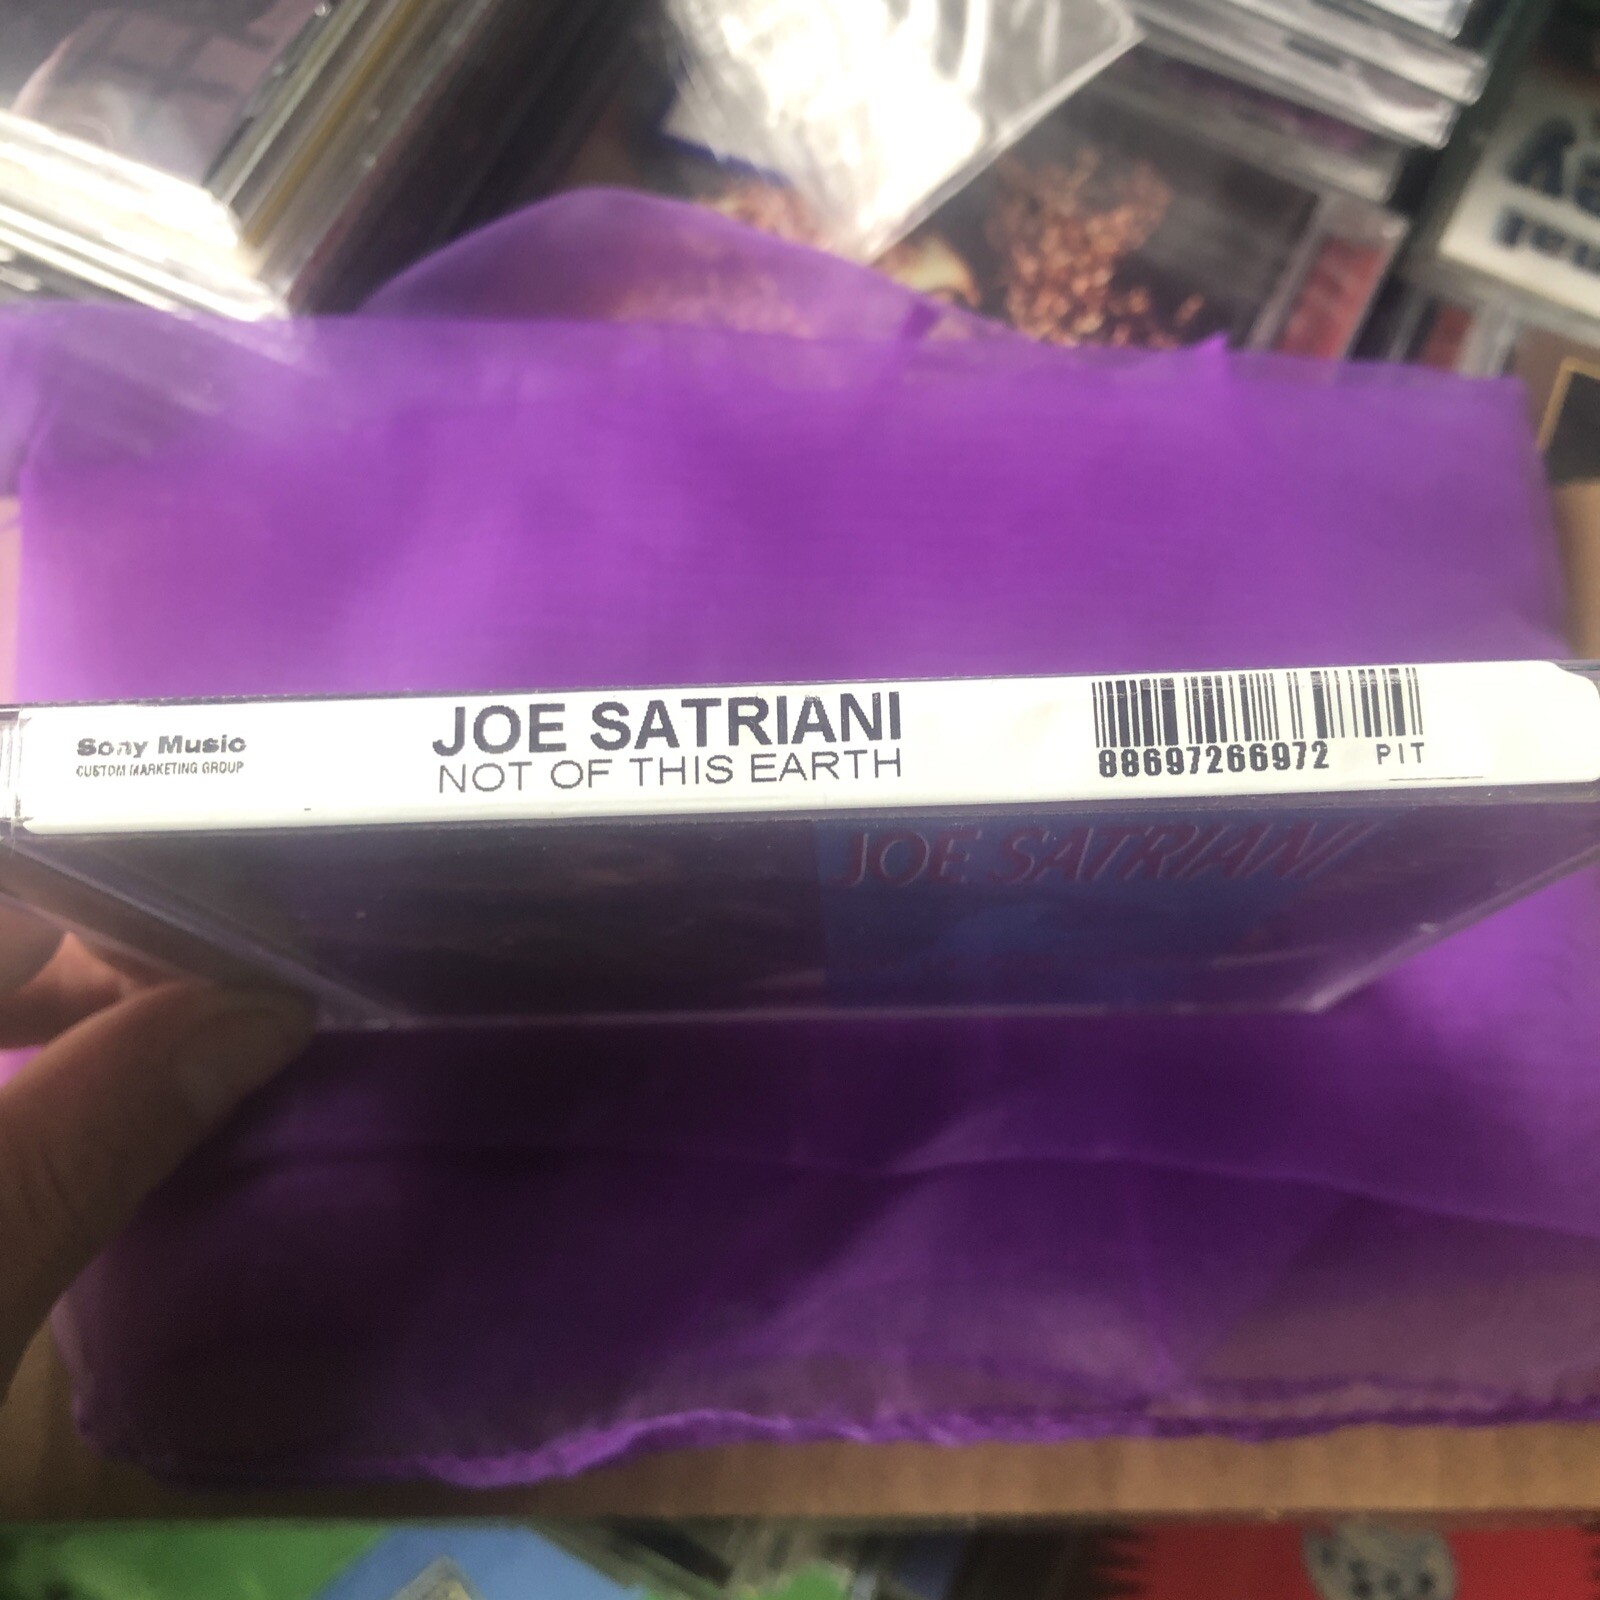 Sony Music
CUSTOM MARKETING GROUP
JOE SATRIANI
NOT OF THIS EARTH
88697266972 PIT
JOE SATRIANI